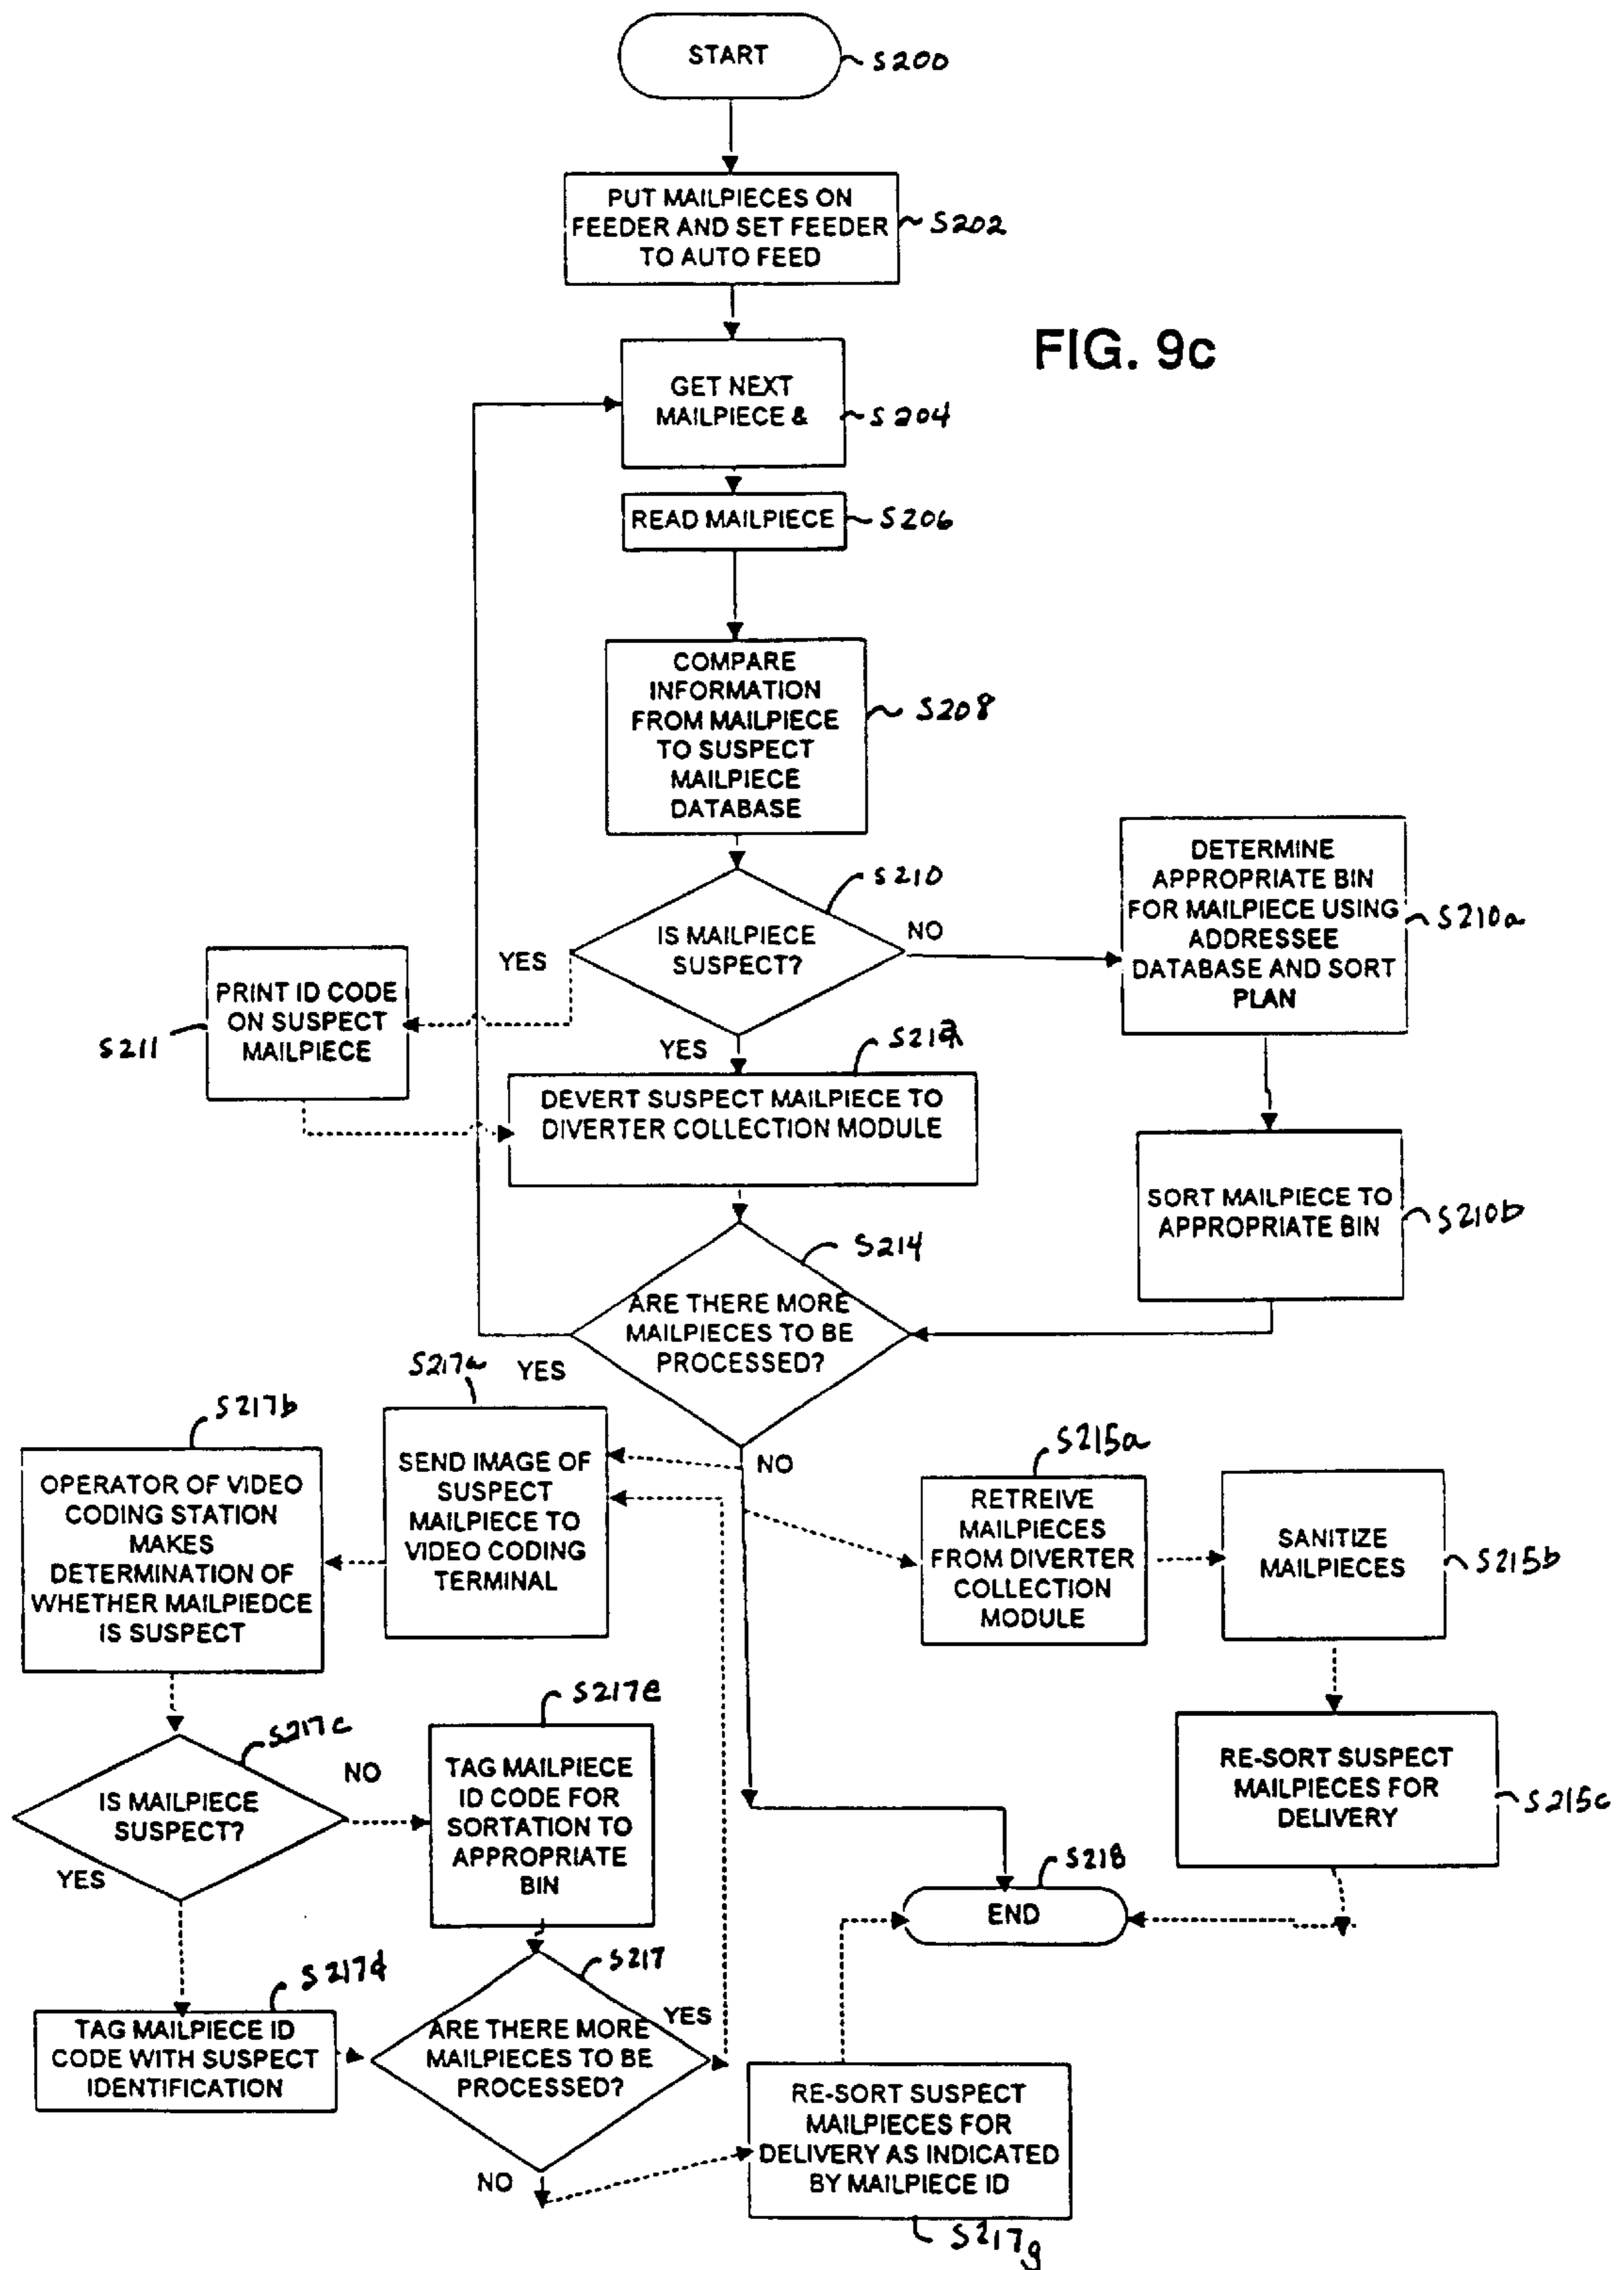 START
S200
PUT MAILPIECES ON
FEEDER AND SET FEEDER
TO AUTO FEED
S202
FIG. 9c
GET NEXT
MAILPIECE &
S204
READ MAILPIECE
S206
COMPARE
INFORMATION
FROM MAILPIECE
TO SUSPECT
MAILPIECE
DATABASE
S208
S210
IS MAILPIECE
SUSPECT?
NO
YES
DETERMINE
APPROPRIATE BIN
FOR MAILPIECE USING
ADDRESSEE
DATABASE AND SORT
PLAN
S210a
PRINT ID CODE
ON SUSPECT
MAILPIECE
S211
YES
DEVERT SUSPECT MAILPIECE TO
DIVERTER COLLECTION MODULE
SORT MAILPIECE TO
APPROPRIATE BIN
S210b
S214
ARE THERE MORE
MAILPIECES TO BE
PROCESSED?
YES
NO
S217a
SEND IMAGE OF
SUSPECT
MAILPIECE TO
VIDEO CODING
TERMINAL
S217b
OPERATOR OF VIDEO
CODING STATION
MAKES
DETERMINATION OF
WHETHER MAILPIEDCE
IS SUSPECT
S215a
RETREIVE
MAILPIECES
FROM DIVERTER
COLLECTION
MODULE
SANITIZE
MAILPIECES
S215b
S217c
IS MAILPIECE
SUSPECT?
NO
YES
S217e
TAG MAILPIECE
ID CODE FOR
SORTATION TO
APPROPRIATE
BIN
RE-SORT SUSPECT
MAILPIECES FOR
DELIVERY
S215c
S218
END
S217d
TAG MAILPIECE ID
CODE WITH SUSPECT
IDENTIFICATION
S217
ARE THERE MORE
MAILPIECES TO BE
PROCESSED?
YES
NO
RE-SORT SUSPECT
MAILPIECES FOR
DELIVERY AS INDICATED
BY MAILPIECE ID
S217g